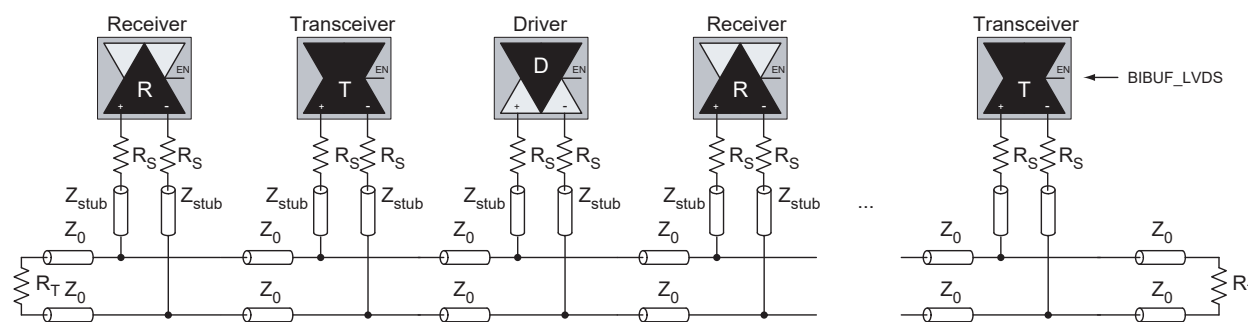 Receiver Transceiver Driver Receiver Transceiver
R EN + - T EN + - D EN + - R EN + - T EN + - BIBUF_LVDS
RS RS RS RS RS RS RS RS RS RS
Zstub Zstub Zstub Zstub Zstub Zstub Zstub Zstub ...
Z0 Z0 Z0 Z0 Z0 Z0
RT R
Z0 Z0 Z0 Z0 Z0 Z0